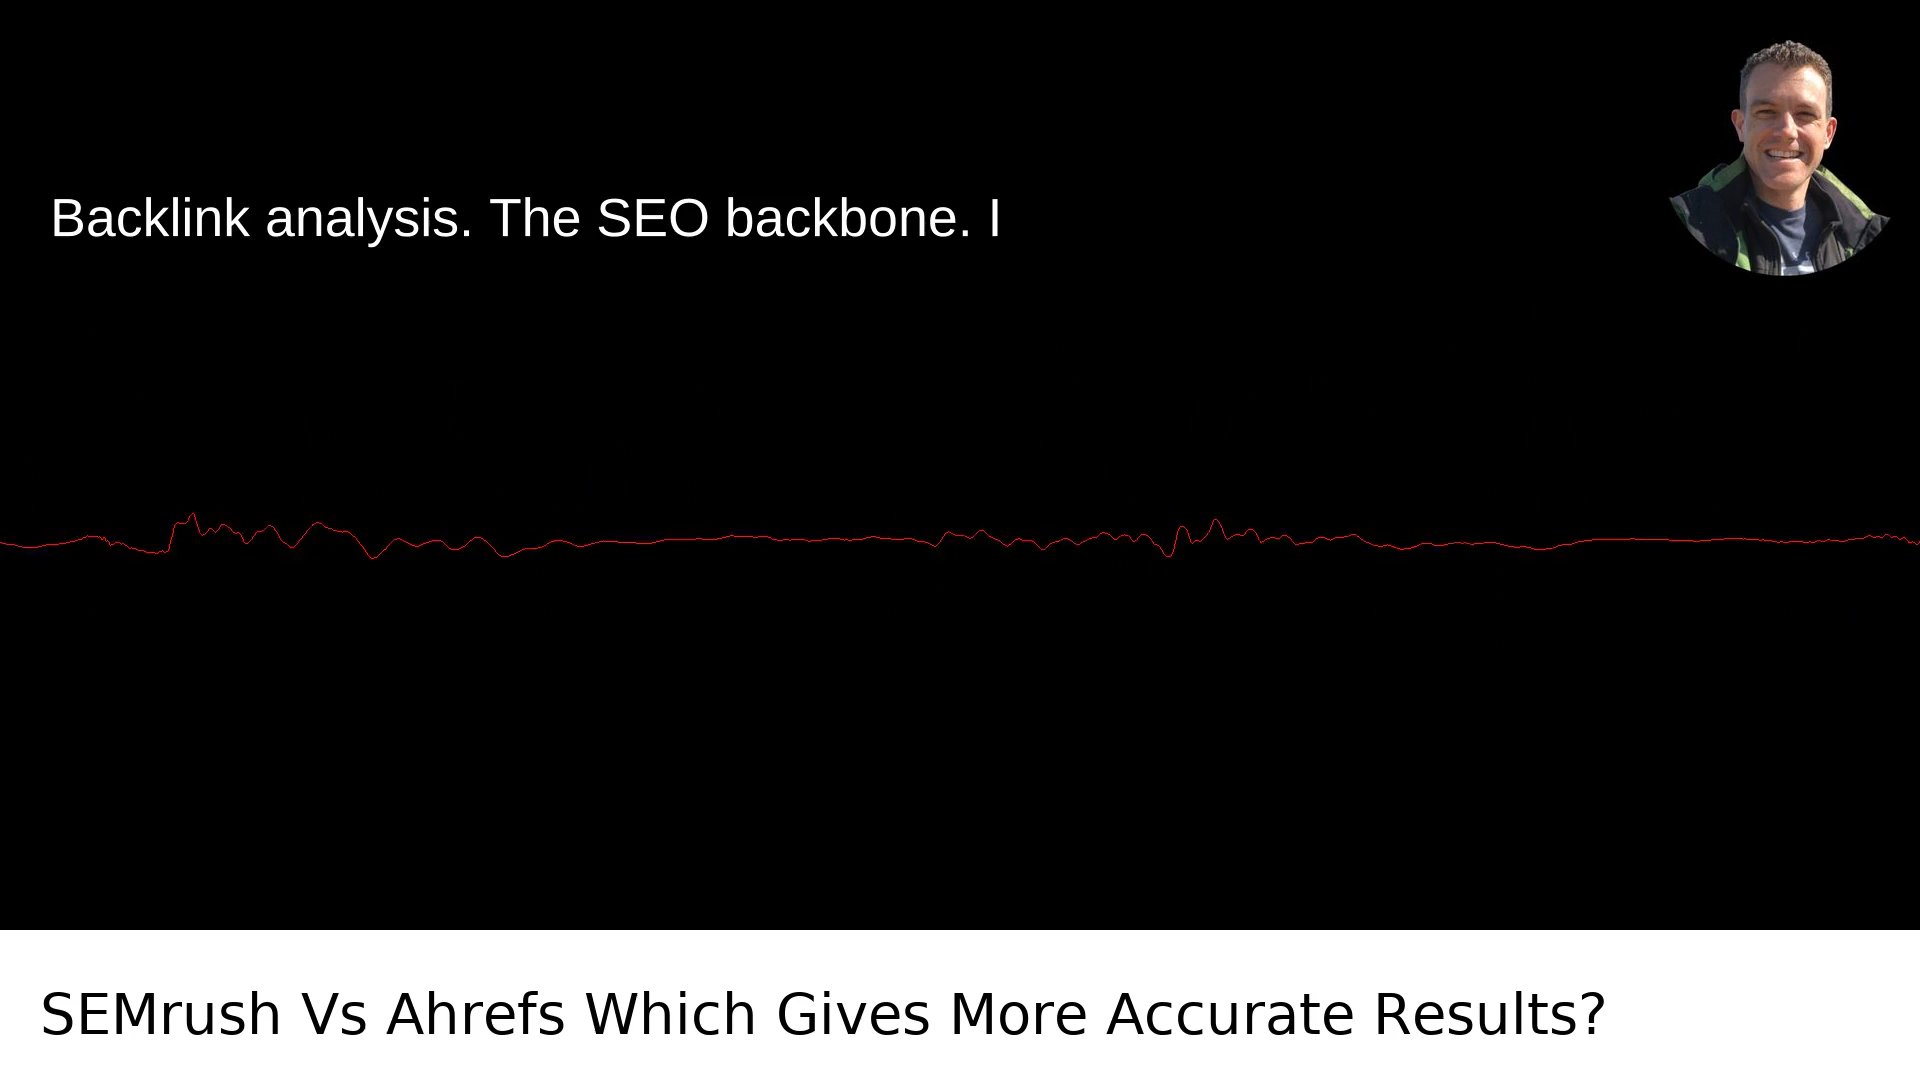 Backlink analysis. The SEO backbone. I
SEMrush Vs Ahrefs Which Gives More Accurate Results?